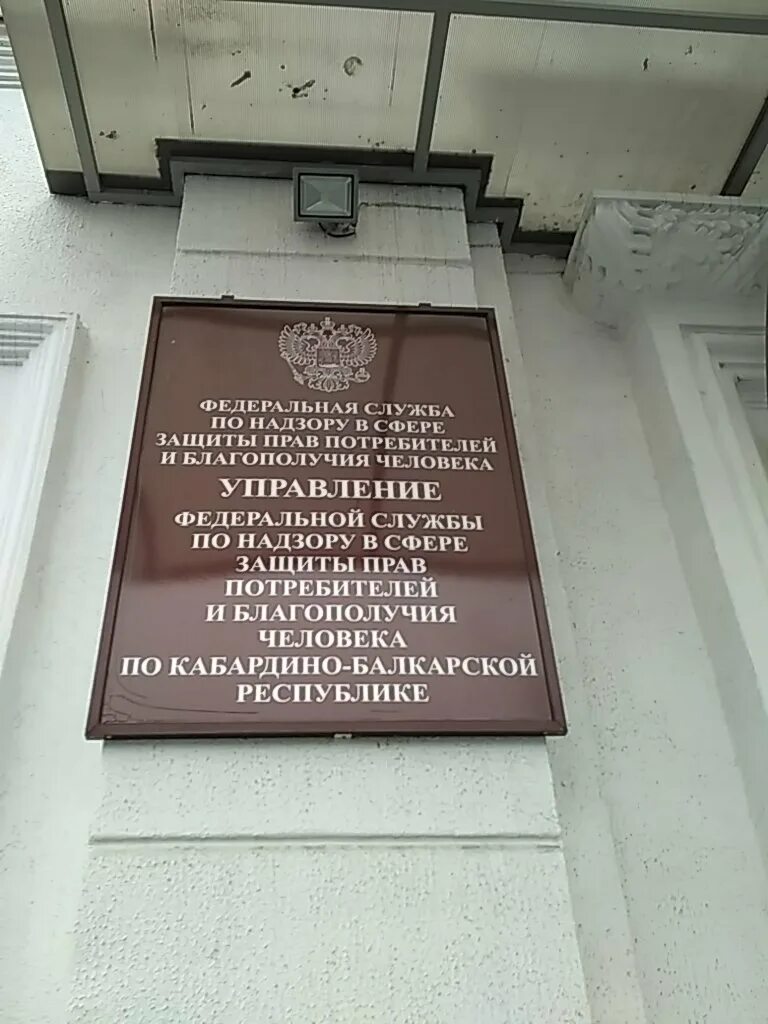 ФЕДЕРАЛЬНАЯ СЛУЖБА
ПО НАДЗОРУ В СФЕРЕ
ЗАЩИТЫ ПРАВ ПОТРЕБИТЕЛЕЙ
И БЛАГОПОЛУЧИЯ ЧЕЛОВЕКА
УПРАВЛЕНИЕ
ФЕДЕРАЛЬНОЙ СЛУЖБЫ
ПО НАДЗОРУ В СФЕРЕ
ЗАЩИТЫ ПРАВ
ПОТРЕБИТЕЛЕЙ
И БЛАГОПОЛУЧИЯ
ЧЕЛОВЕКА
ПО КАБАРДИНО-БАЛКАРСКОЙ
РЕСПУБЛИКЕ